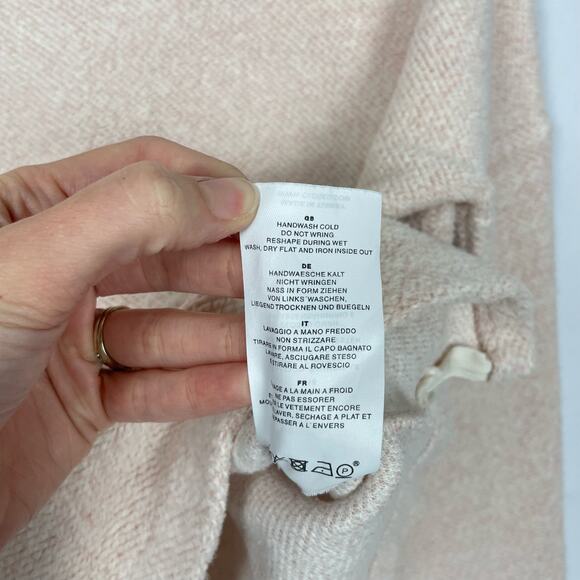 GB
HANDWASH COLD
DO NOT WRING
RESHAPE DURING WET
WASH, DRY FLAT AND IRON INSIDE OUT
DE
HANDWAESCHE KALT
NICHT WRINGEN
NASS IN FORM ZIEHEN
VON LINKS WASCHEN,
LIEGEND TROCKNEN UND BUEGELN
IT
LAVAGGIO A MANO FREDDO
NON STRIZZARE
TIRARE IN FORMA IL CAPO BAGNATO
LAVARE, ASCIUGARE STESO
E STIRARE AL ROVESCIO
FR
A LA MAIN A FROID
NE PAS ESSORER
LE VETEMENT ENCORE
LAVER, SECHAGE A PLAT ET
A L'ENVERS
P